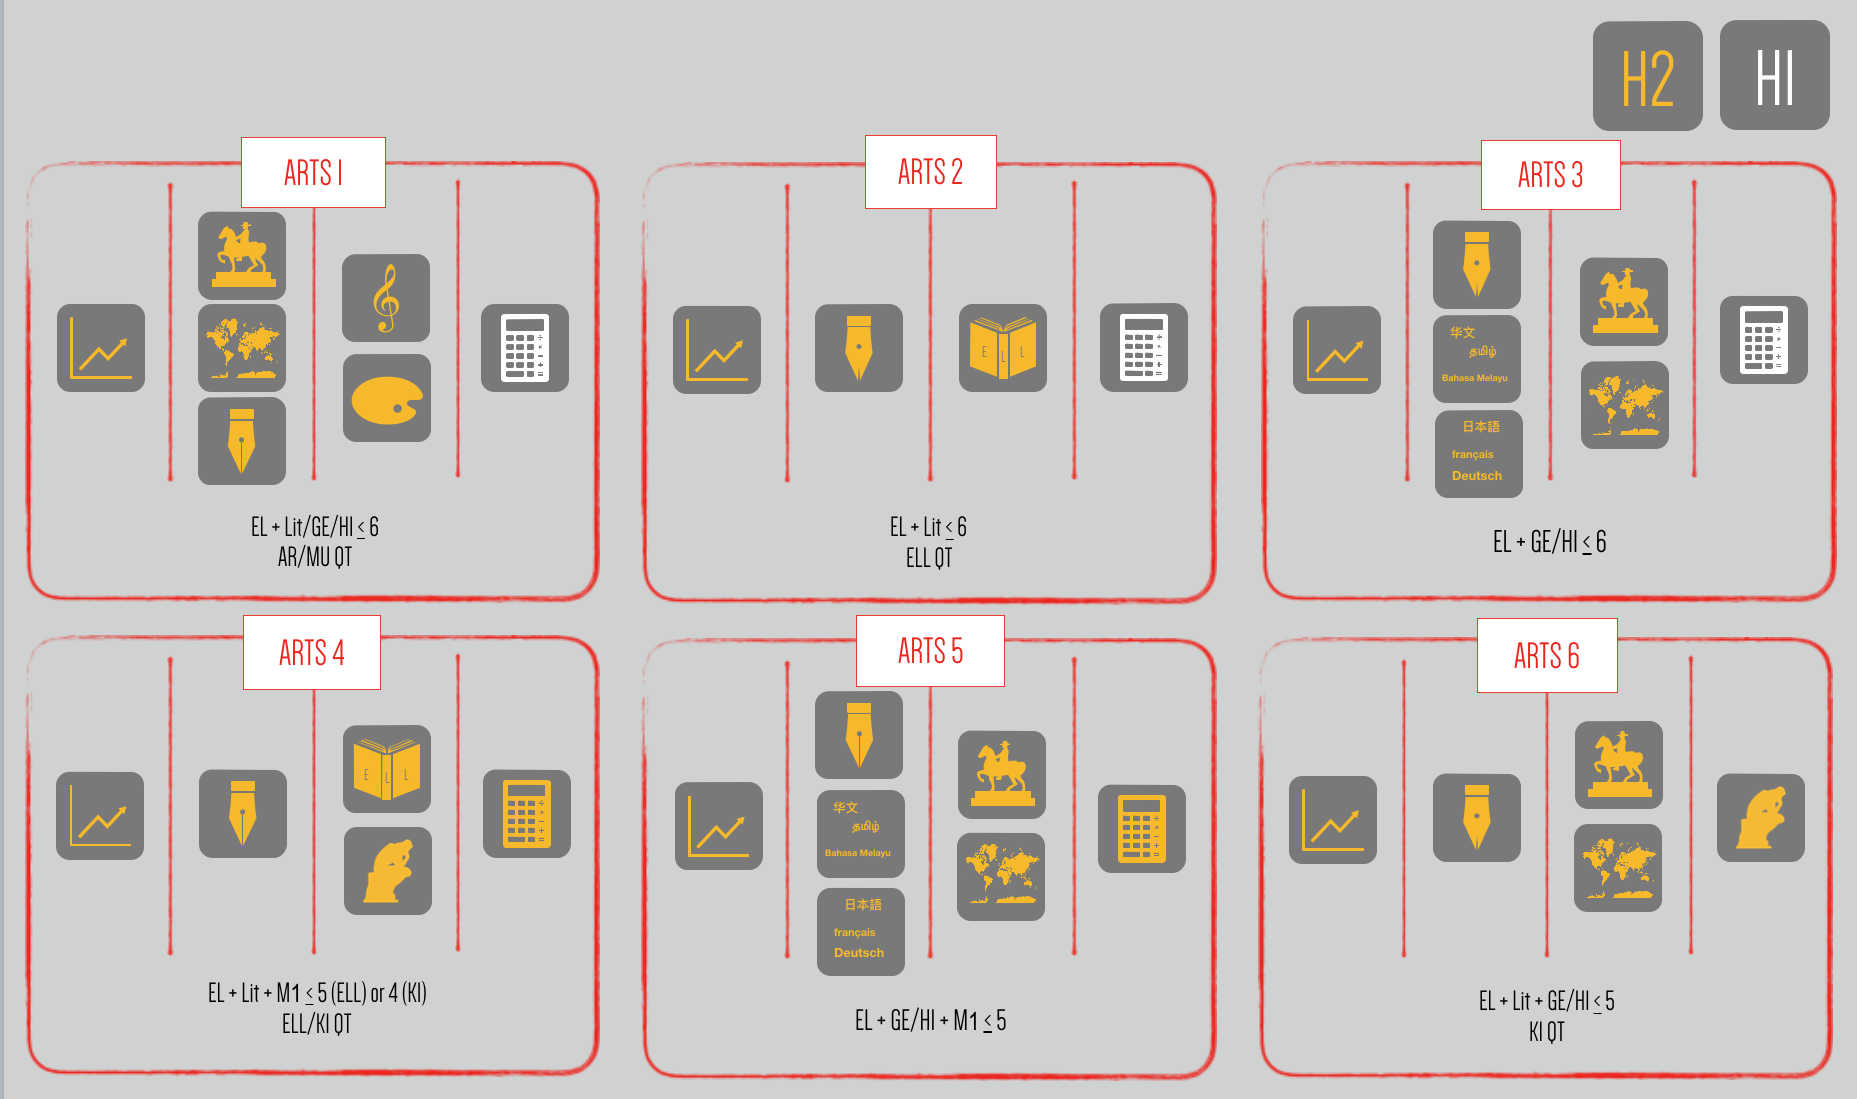 H2
H1
ARTS 1
EL + Lit/GE/HI ≤ 6
AR/MU QT
ARTS 2
E L L
EL + Lit ≤ 6
ELL QT
ARTS 3
华文
தமிழ்
Bahasa Melayu
日本語
français
Deutsch
EL + GE/HI ≤ 6
ARTS 4
E L L
EL + Lit + M1 ≤ 5 (ELL) or 4 (KI)
ELL/KI QT
ARTS 5
华文
தமிழ்
Bahasa Melayu
日本語
français
Deutsch
EL + GE/HI + M1 ≤ 5
ARTS 6
EL + Lit + GE/HI ≤ 5
KI QT